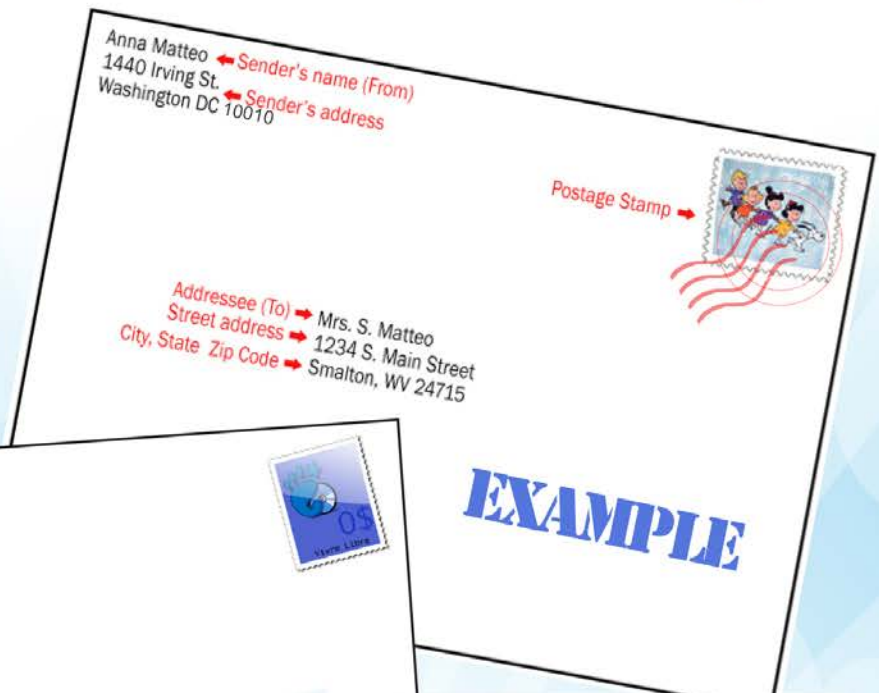 Anna Matteo ← Sender's name (From)
1440 Irving St.
← Sender's address
Washington DC 10010
Postage Stamp →
Addressee (To) → Mrs. S. Matteo
Street address → 1234 S. Main Street
City, State Zip Code → Smalton, WV 24715
0$
Vivre Libre
EXAMPLE